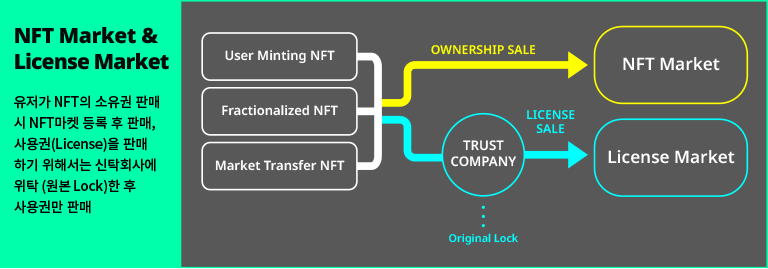 NFT Market &
License Market
유저가 NFT의 소유권 판매
시 NFT마켓 등록 후 판매,
사용권(License)을 판매
하기 위해서는 신탁회사에
위탁 (원본 Lock)한 후
사용권만 판매
User Minting NFT
Fractionalized NFT
Market Transfer NFT
OWNERSHIP SALE
NFT Market
LICENSE
SALE
TRUST
COMPANY
License Market
Original Lock